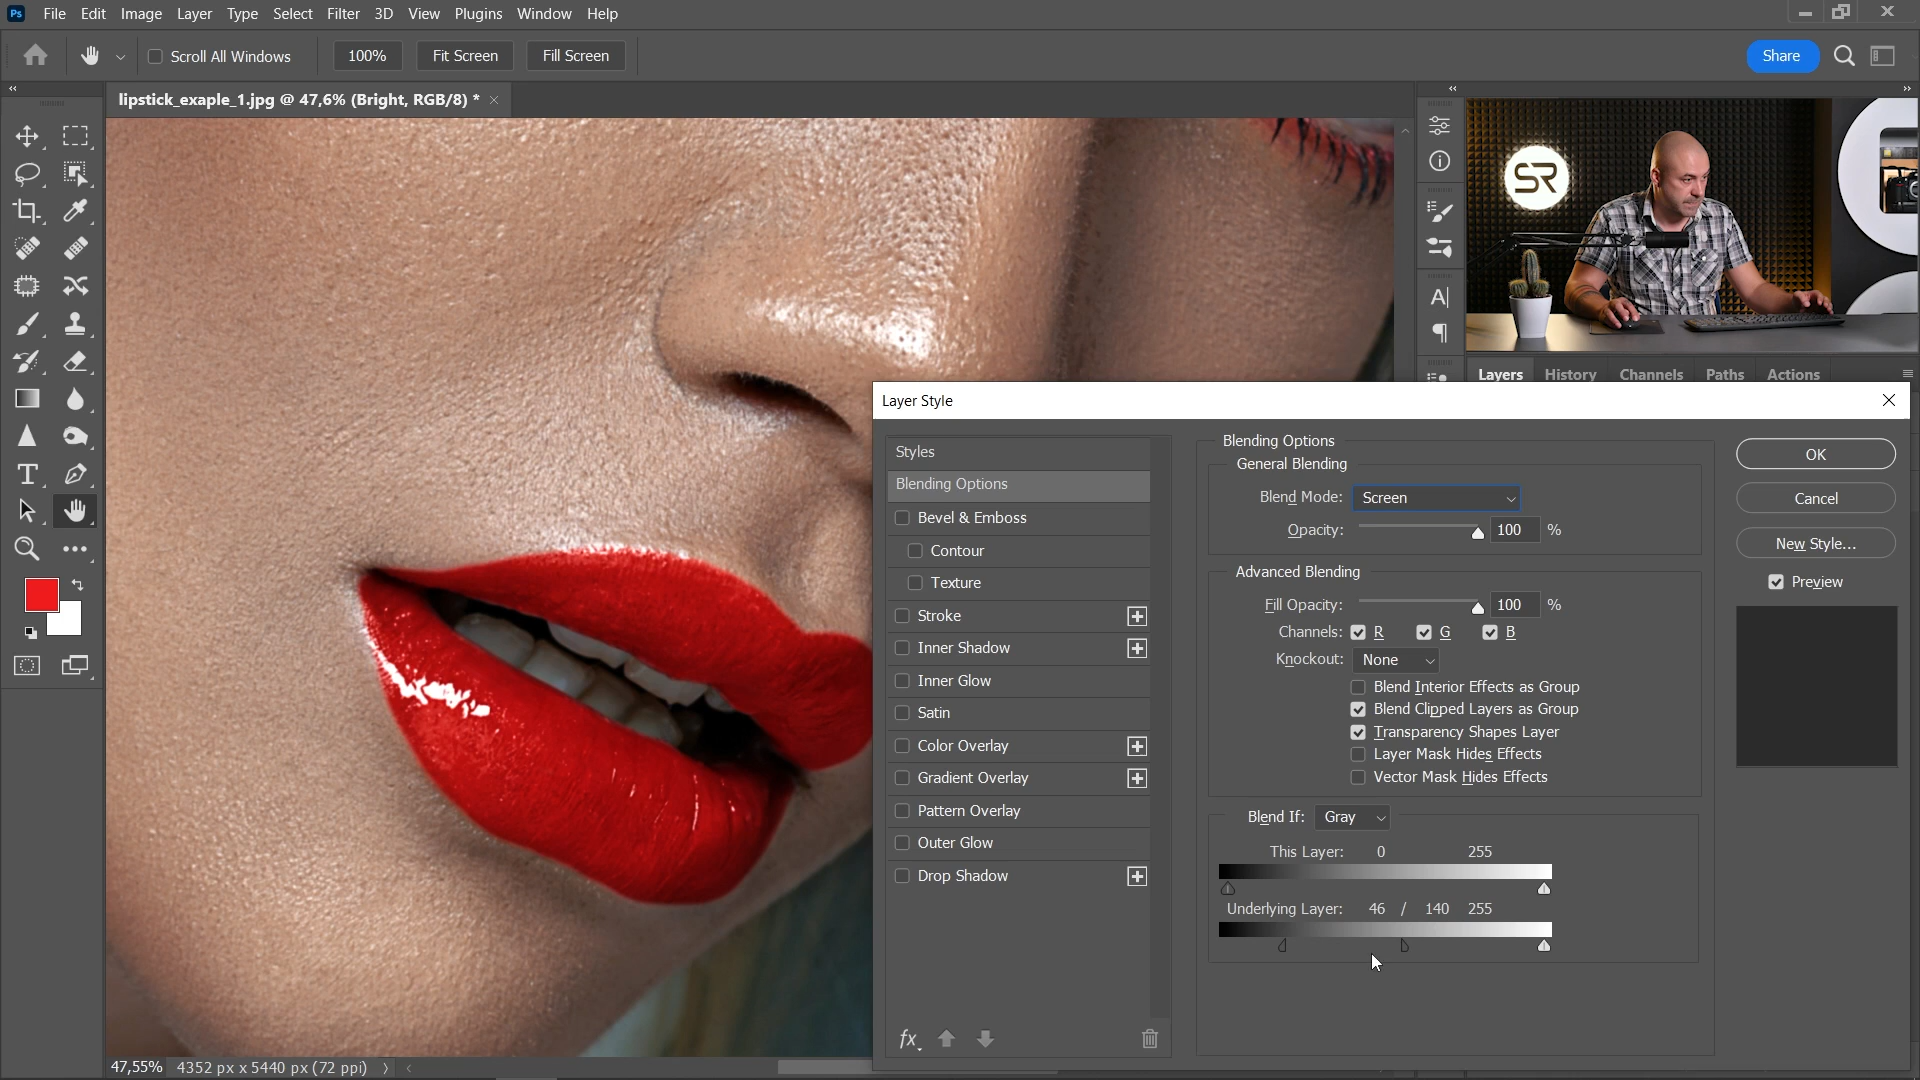 Ps File Edit Image Layer Type Select Filter 3D View Plugins Window Help
Scroll All Windows 100% Fit Screen Fill Screen Share
lipstick_exaple_1.jpg @ 47,6% (Bright, RGB/8) *
SR
Layers History Channels Paths Actions
Layer Style
Styles
Blending Options
Bevel & Emboss
Contour
Texture
Stroke
Inner Shadow
Inner Glow
Satin
Color Overlay
Gradient Overlay
Pattern Overlay
Outer Glow
Drop Shadow
fx
Blending Options
General Blending
Blend Mode: Screen
Opacity: 100 %
Advanced Blending
Fill Opacity: 100 %
Channels: R G B
Knockout: None
Blend Interior Effects as Group
Blend Clipped Layers as Group
Transparency Shapes Layer
Layer Mask Hides Effects
Vector Mask Hides Effects
Blend If: Gray
This Layer: 0 255
Underlying Layer: 46 / 140 255
OK
Cancel
New Style...
Preview
47,55% 4352 px x 5440 px (72 ppi)